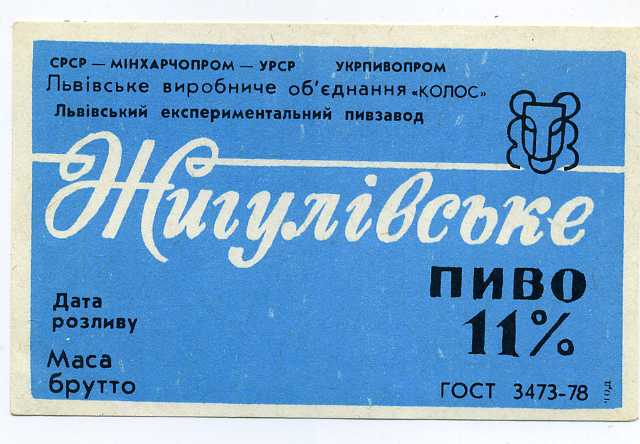 СРСР — МІНХАРЧОПРОМ — УРСР УКРПИВОПРОМ
Львівське виробниче об'єднання «КОЛОС»
Львівський експериментальний пивзавод
Жигулівське
ПИВО
11%
Дата
розливу
Маса
брутто
ГОСТ 3473-78